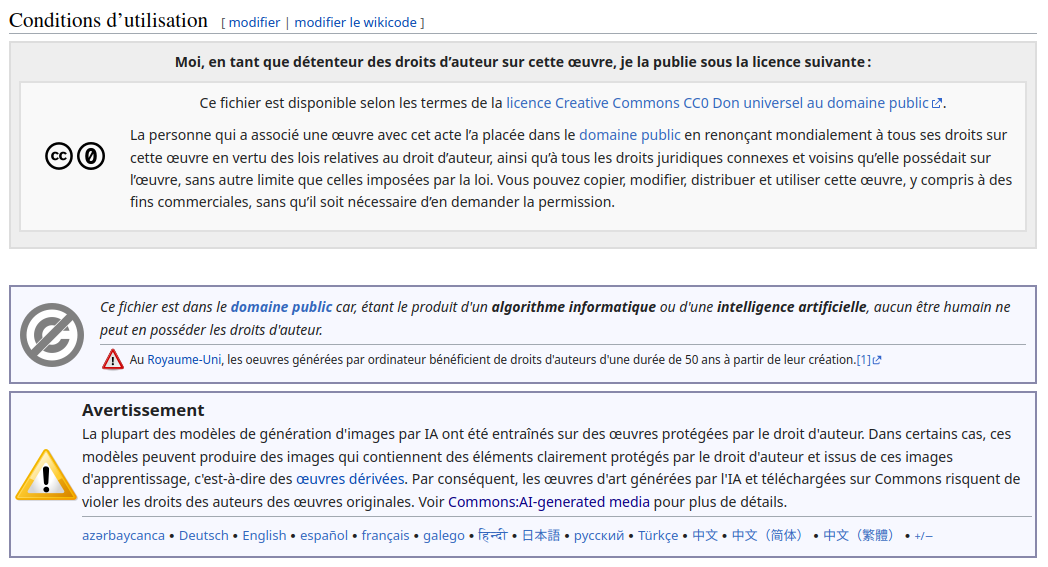 Conditions d’utilisation [ modifier | modifier le wikicode ]
Moi, en tant que détenteur des droits d’auteur sur cette œuvre, je la publie sous la licence suivante :
Ce fichier est disponible selon les termes de la licence Creative Commons CC0 Don universel au domaine public.
cc 0
La personne qui a associé une œuvre avec cet acte l’a placée dans le domaine public en renonçant mondialement à tous ses droits sur
cette œuvre en vertu des lois relatives au droit d’auteur, ainsi qu’à tous les droits juridiques connexes et voisins qu’elle possédait sur
l’œuvre, sans autre limite que celles imposées par la loi. Vous pouvez copier, modifier, distribuer et utiliser cette œuvre, y compris à des
fins commerciales, sans qu’il soit nécessaire d’en demander la permission.
Ce fichier est dans le domaine public car, étant le produit d'un algorithme informatique ou d'une intelligence artificielle, aucun être humain ne
peut en posséder les droits d'auteur.
Au Royaume-Uni, les oeuvres générées par ordinateur bénéficient de droits d'auteurs d'une durée de 50 ans à partir de leur création.[1]
Avertissement
La plupart des modèles de génération d'images par IA ont été entraînés sur des œuvres protégées par le droit d'auteur. Dans certains cas, ces
modèles peuvent produire des images qui contiennent des éléments clairement protégés par le droit d'auteur et issus de ces images
d'apprentissage, c'est-à-dire des œuvres dérivées. Par conséquent, les œuvres d'art générées par l'IA et téléchargées sur Commons risquent de
violer les droits des auteurs des œuvres originales. Voir Commons:AI-generated media pour plus de détails.
azərbaycanca • Deutsch • English • español • français • galego • हिन्दी • 日本語 • русский • Türkçe • 中文 • 中文（简体） • 中文（繁體） • +/−